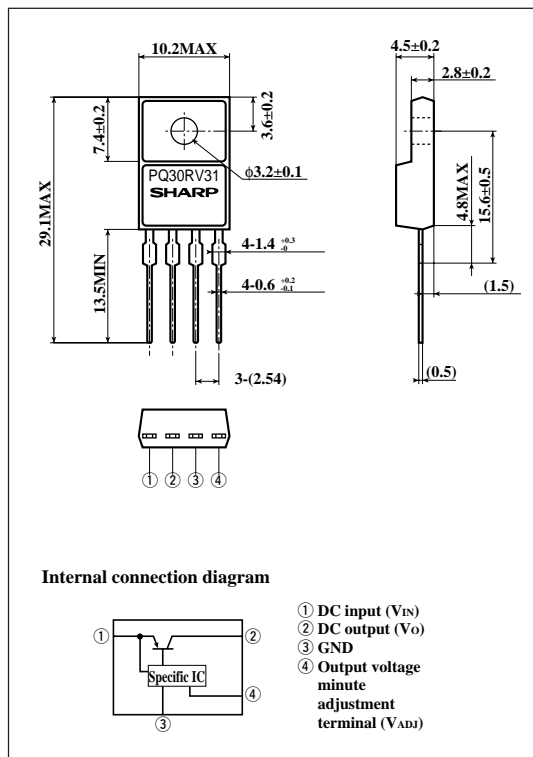 10.2MAX
4.5±0.2
2.8±0.2
7.4±0.2
3.6±0.2
29.1MAX
PQ30RV31
SHARP
ϕ3.2±0.1
4.8MAX
15.6±0.5
13.5MIN
4-1.4 +0.3 -0
4-0.6 +0.2 -0.1
(1.5)
3-(2.54)
(0.5)
① ② ③ ④
Internal connection diagram
① ②
Specific IC
④
③
① DC input (VIN)
② DC output (VO)
③ GND
④ Output voltage
minute
adjustment
terminal (VADJ)